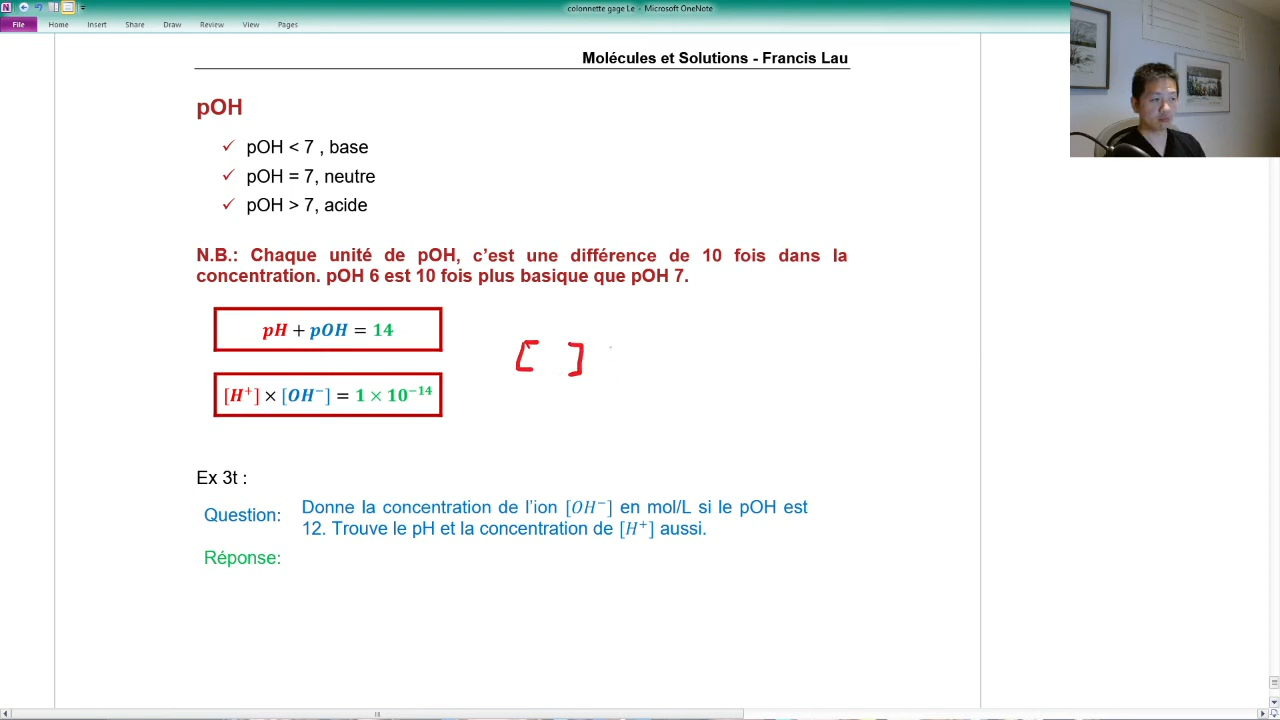 colonnette gage Le - Microsoft OneNote
File Home Insert Share Draw Review View Pages
Molécules et Solutions - Francis Lau
pOH
✓ pOH < 7 , base
✓ pOH = 7, neutre
✓ pOH > 7, acide
N.B.: Chaque unité de pOH, c’est une différence de 10 fois dans la
concentration. pOH 6 est 10 fois plus basique que pOH 7.
pH + pOH = 14
[ ]
[H⁺] × [OH⁻] = 1 × 10⁻¹⁴
Ex 3t :
Question: Donne la concentration de l’ion [OH⁻] en mol/L si le pOH est
12. Trouve le pH et la concentration de [H⁺] aussi.
Réponse: